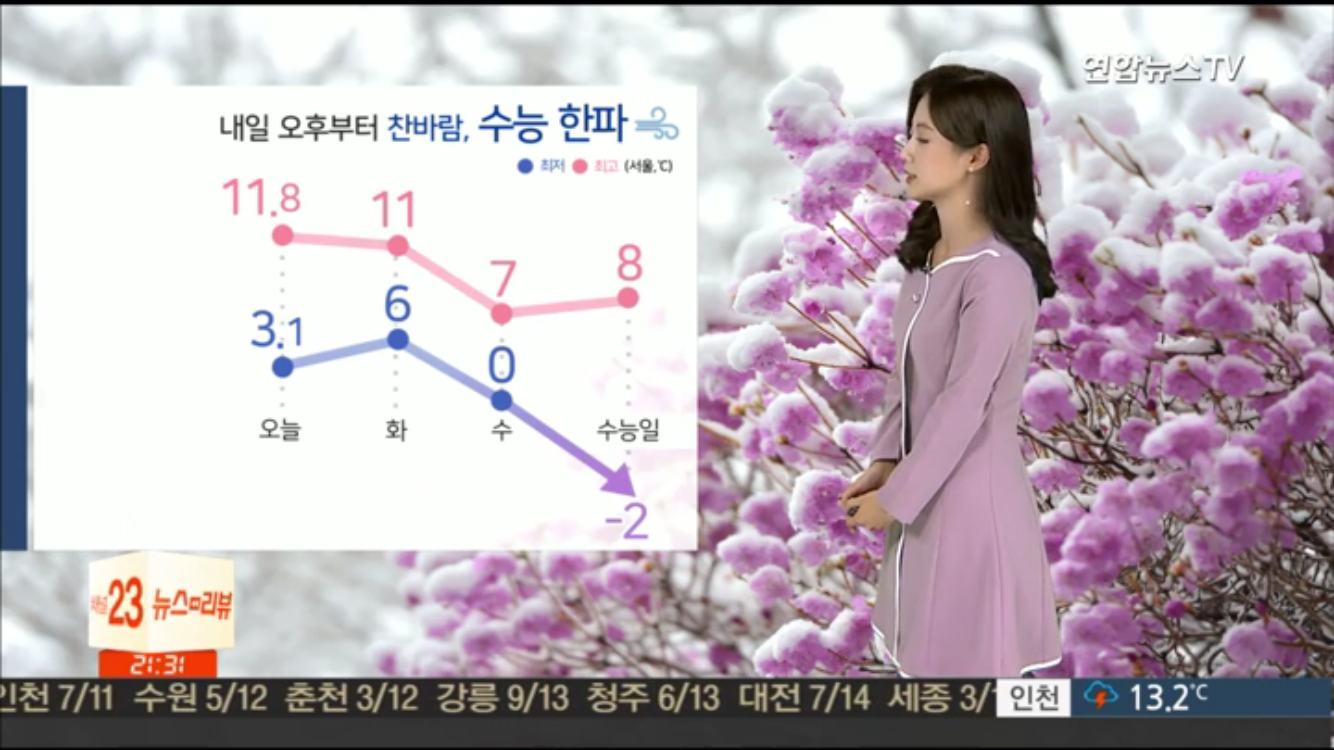 연합뉴스TV
내일 오후부터 찬바람, 수능 한파
최저 최고 (서울,℃)
11.8 11 7 8
3.1 6 0 -2
오늘 화 수 수능일
23 뉴스리뷰
21:31
인천 7/11 수원 5/12 춘천 3/12 강릉 9/13 청주 6/13 대전 7/14 세종 3/1
인천 13.2℃